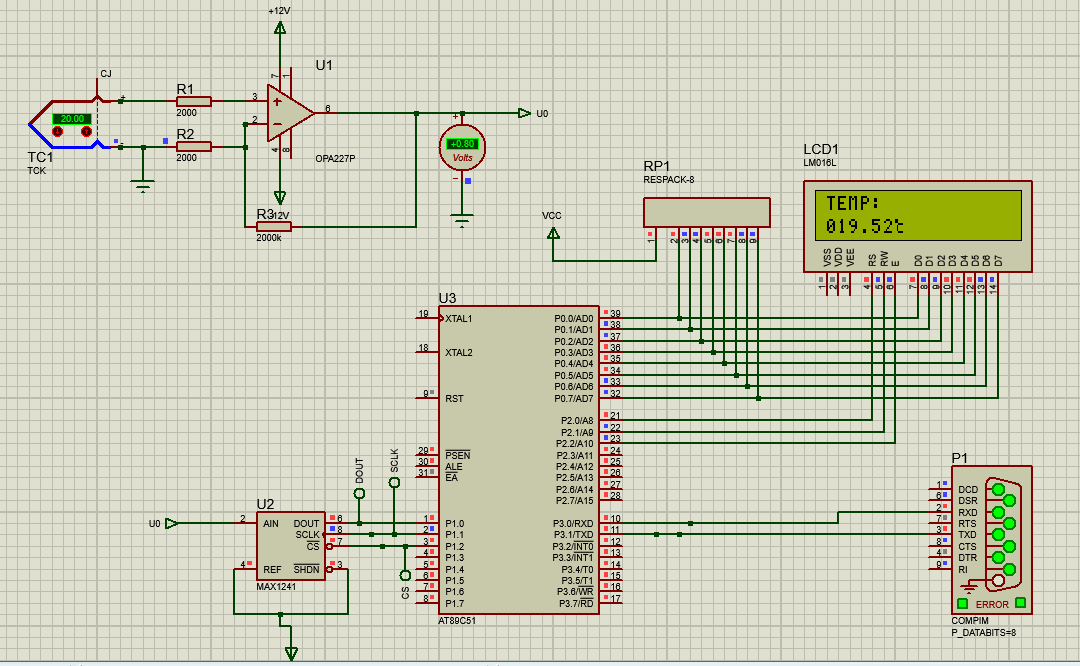 +12V
U1
CJ
R1
2000
+
7
1
3
6
U0
20.00
2
R2
2000
-
4
8
OPA227P
+0.80
Volts
TC1
TCK
R3
-12V
2000k
VCC
RP1
RESPACK-8
1 2 3 4 5 6 7 8 9
LCD1
LM016L
TEMP:
019.52℃
VSS VDD VEE RS RW E D0 D1 D2 D3 D4 D5 D6 D7
1 2 3 4 5 6 7 8 9 10 11 12 13 14
U3
19 XTAL1 P0.0/AD0 39
P0.1/AD1 38
P0.2/AD2 37
18 XTAL2 P0.3/AD3 36
P0.4/AD4 35
P0.5/AD5 34
P0.6/AD6 33
9 RST P0.7/AD7 32
P2.0/A8 21
P2.1/A9 22
P2.2/A10 23
29 PSEN P2.3/A11 24
30 ALE P2.4/A12 25
31 EA P2.5/A13 26
P2.6/A14 27
P2.7/A15 28
1 P1.0 P3.0/RXD 10
2 P1.1 P3.1/TXD 11
3 P1.2 P3.2/INT0 12
4 P1.3 P3.3/INT1 13
5 P1.4 P3.4/T0 14
6 P1.5 P3.5/T1 15
7 P1.6 P3.6/WR 16
8 P1.7 P3.7/RD 17
AT89C51
DOUT
SCLK
CS
U2
U0
2 AIN DOUT 6
SCLK 8
CS 7
4 REF SHDN 3
MAX1241
P1
1 DCD
6 DSR
2 RXD
7 RTS
3 TXD
8 CTS
4 DTR
9 RI
ERROR
COMPIM
P_DATABITS=8